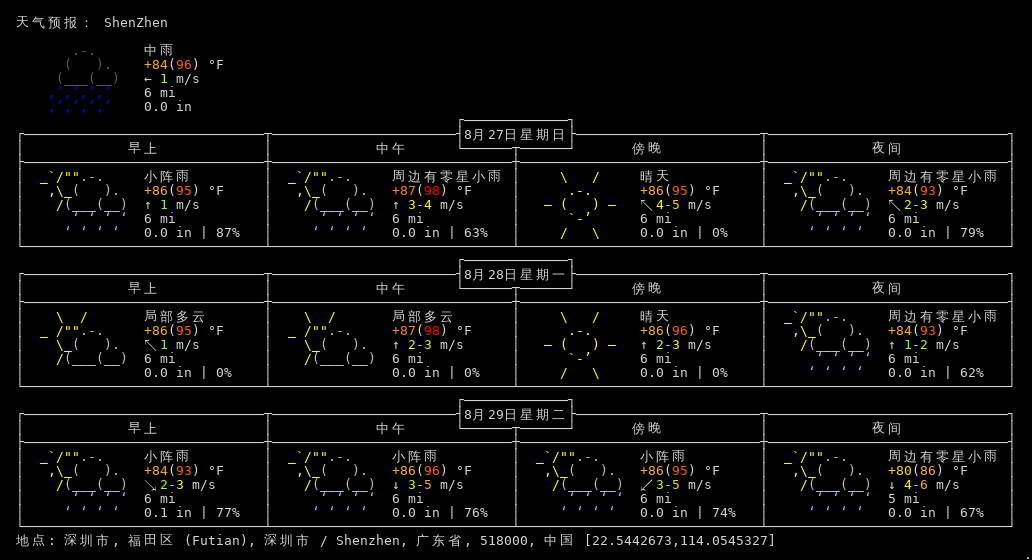 天气预报： ShenZhen
中雨
+84(96) °F
← 1 m/s
6 mi
0.0 in
8月27日星期日
早上 中午 傍晚 夜间
小阵雨 周边有零星小雨 晴天 周边有零星小雨
+86(95) °F +87(98) °F +86(95) °F +84(93) °F
↑ 1 m/s ↑ 3-4 m/s ↖ 4-5 m/s ↖ 2-3 m/s
6 mi 6 mi 6 mi 6 mi
0.0 in | 87% 0.0 in | 63% 0.0 in | 0% 0.0 in | 79%
8月28日星期一
早上 中午 傍晚 夜间
局部多云 局部多云 晴天 周边有零星小雨
+86(95) °F +87(98) °F +86(96) °F +84(93) °F
↖ 1 m/s ↑ 2-3 m/s ↑ 2-3 m/s ↑ 1-2 m/s
6 mi 6 mi 6 mi 6 mi
0.0 in | 0% 0.0 in | 0% 0.0 in | 0% 0.0 in | 62%
8月29日星期二
早上 中午 傍晚 夜间
小阵雨 小阵雨 小阵雨 周边有零星小雨
+84(93) °F +86(96) °F +86(95) °F +80(86) °F
↘ 2-3 m/s ↓ 3-5 m/s ↙ 3-5 m/s ↓ 4-6 m/s
6 mi 6 mi 6 mi 5 mi
0.1 in | 77% 0.0 in | 76% 0.0 in | 74% 0.0 in | 67%
地点: 深圳市, 福田区 (Futian), 深圳市 / Shenzhen, 广东省, 518000, 中国 [22.5442673,114.0545327]